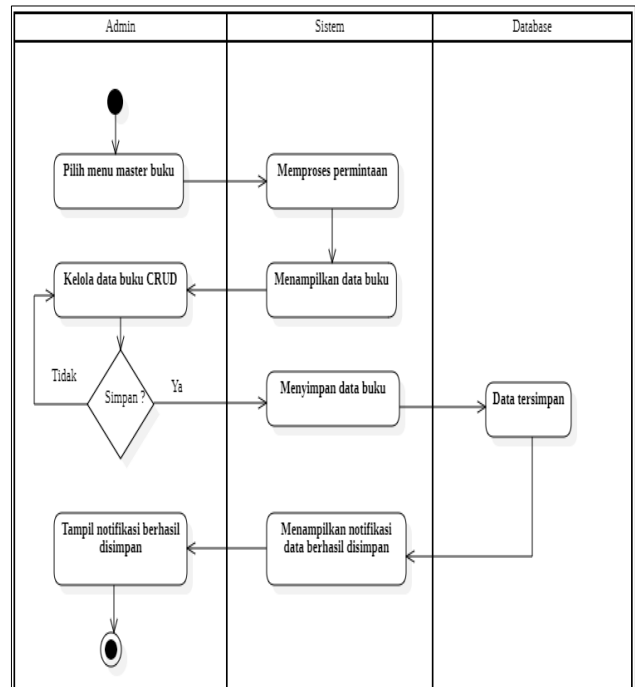 Admin
Sistem
Database
Pilih menu master buku
Memproses permintaan
Kelola data buku CRUD
Menampilkan data buku
Tidak
Simpan ?
Ya
Menyimpan data buku
Data tersimpan
Tampil notifikasi berhasil
disimpan
Menampilkan notifikasi
data berhasil disimpan